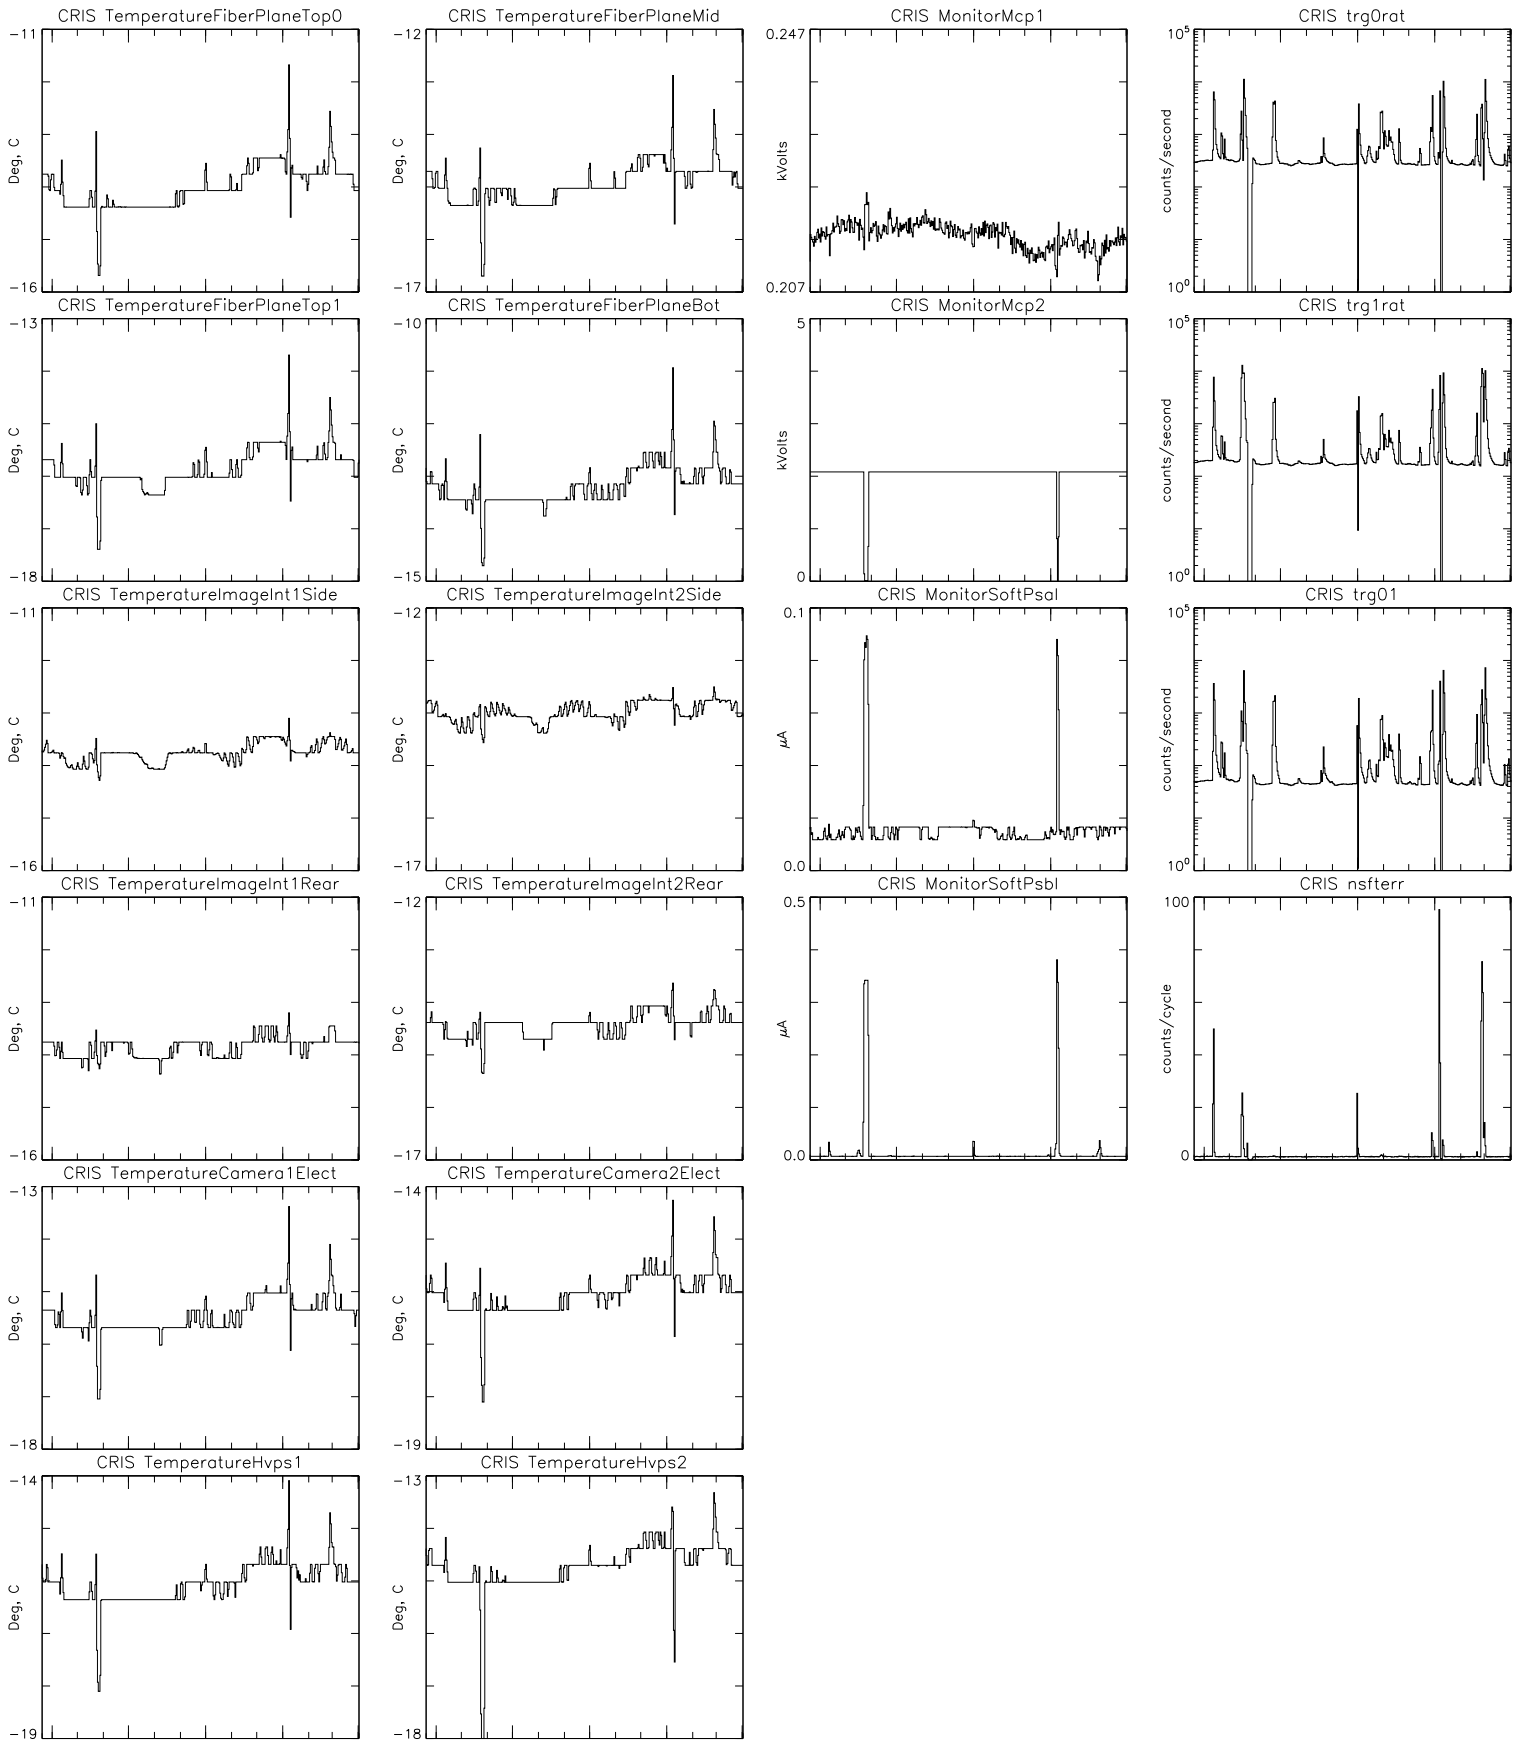 CRIS TemperatureFiberPlaneTop0
CRIS TemperatureFiberPlaneMid
CRIS MonitorMcp1
CRIS trg0rat
-11
Deg, C
-16
-12
Deg, C
-17
0.247
kVolts
0.207
10^5
counts/second
10^0
CRIS TemperatureFiberPlaneTop1
CRIS TemperatureFiberPlaneBot
CRIS MonitorMcp2
CRIS trg1rat
-13
Deg, C
-18
-10
Deg, C
-15
5
kVolts
0
10^5
counts/second
10^0
CRIS TemperatureImageInt1Side
CRIS TemperatureImageInt2Side
CRIS MonitorSoftPsaI
CRIS trg01
-11
Deg, C
-16
-12
Deg, C
-17
0.1
μA
0.0
10^5
counts/second
10^0
CRIS TemperatureImageInt1Rear
CRIS TemperatureImageInt2Rear
CRIS MonitorSoftPsbI
CRIS nsfterr
-11
Deg, C
-16
-12
Deg, C
-17
0.5
μA
0.0
100
counts/cycle
0
CRIS TemperatureCamera1Elect
CRIS TemperatureCamera2Elect
-13
Deg, C
-18
-14
Deg, C
-19
CRIS TemperatureHvps1
CRIS TemperatureHvps2
-14
Deg, C
-19
-13
Deg, C
-18